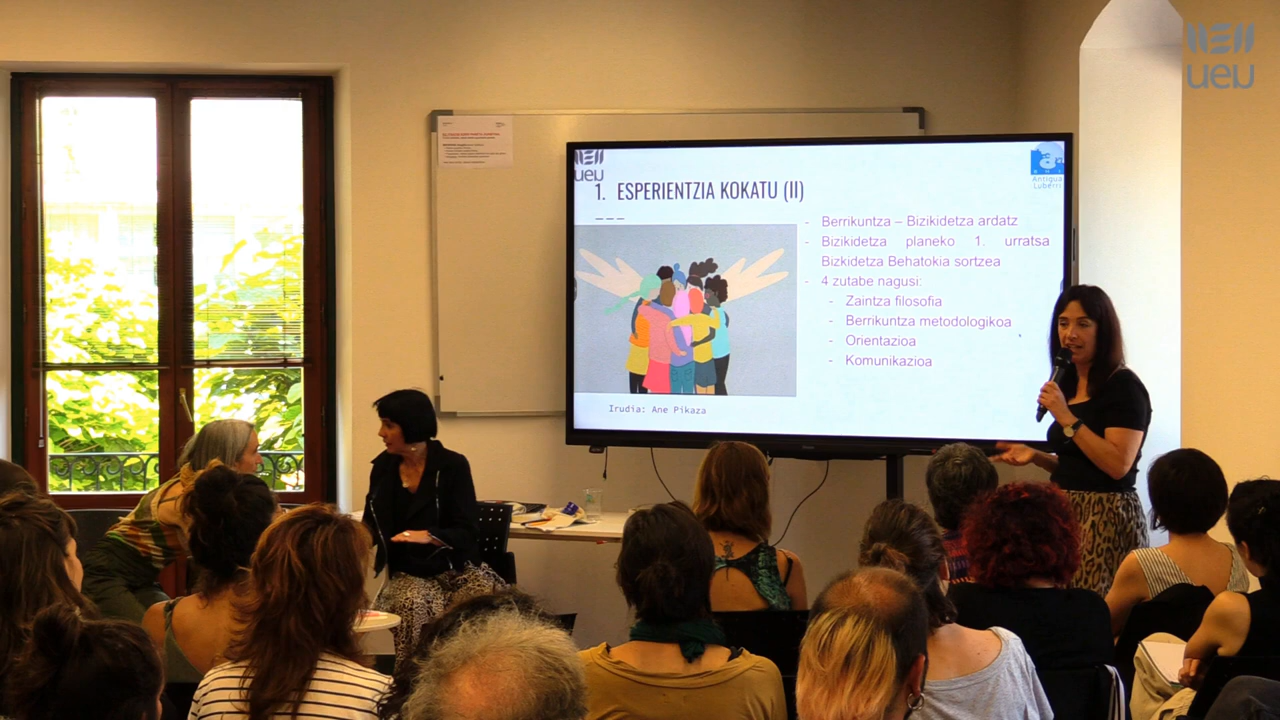 ueu
ueu
Antigua
Luberri
1. ESPERIENTZIA KOKATU (II)
- Berrikuntza – Bizikidetza ardatz
- Bizikidetza planeko 1. urratsa
Bizkidetza Behatokia sortzea
- 4 zutabe nagusi:
- Zaintza filosofia
- Berrikuntza metodologikoa
- Orientazioa
- Komunikazioa
Irudia: Ane Pikaza